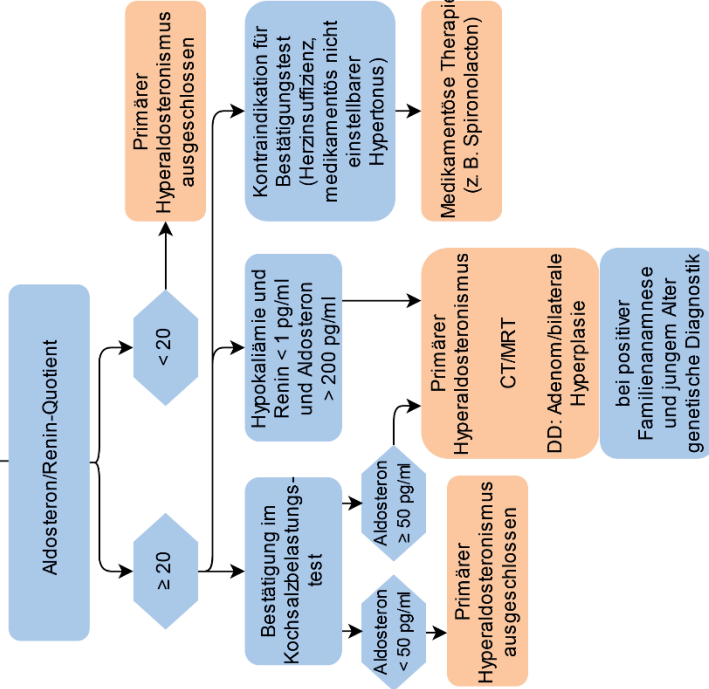 Aldosteron/Renin-Quotient
≥ 20
< 20
Primärer
Hyperaldosteronismus
ausgeschlossen
Bestätigung im
Kochsalzbelastungs-
test
Hypokaliämie und
Renin < 1 pg/ml
und Aldosteron
> 200 pg/ml
Kontraindikation für
Bestätigungstest
(Herzinsuffizienz,
medikamentös nicht
einstellbarer
Hypertonus)
Aldosteron
< 50 pg/ml
Aldosteron
≥ 50 pg/ml
Primärer
Hyperaldosteronismus
ausgeschlossen
Primärer
Hyperaldosteronismus
CT/MRT
DD: Adenom/bilaterale
Hyperplasie
Medikamentöse Therapie
(z. B. Spironolacton)
bei positiver
Familienanamnese
und jungem Alter
genetische Diagnostik